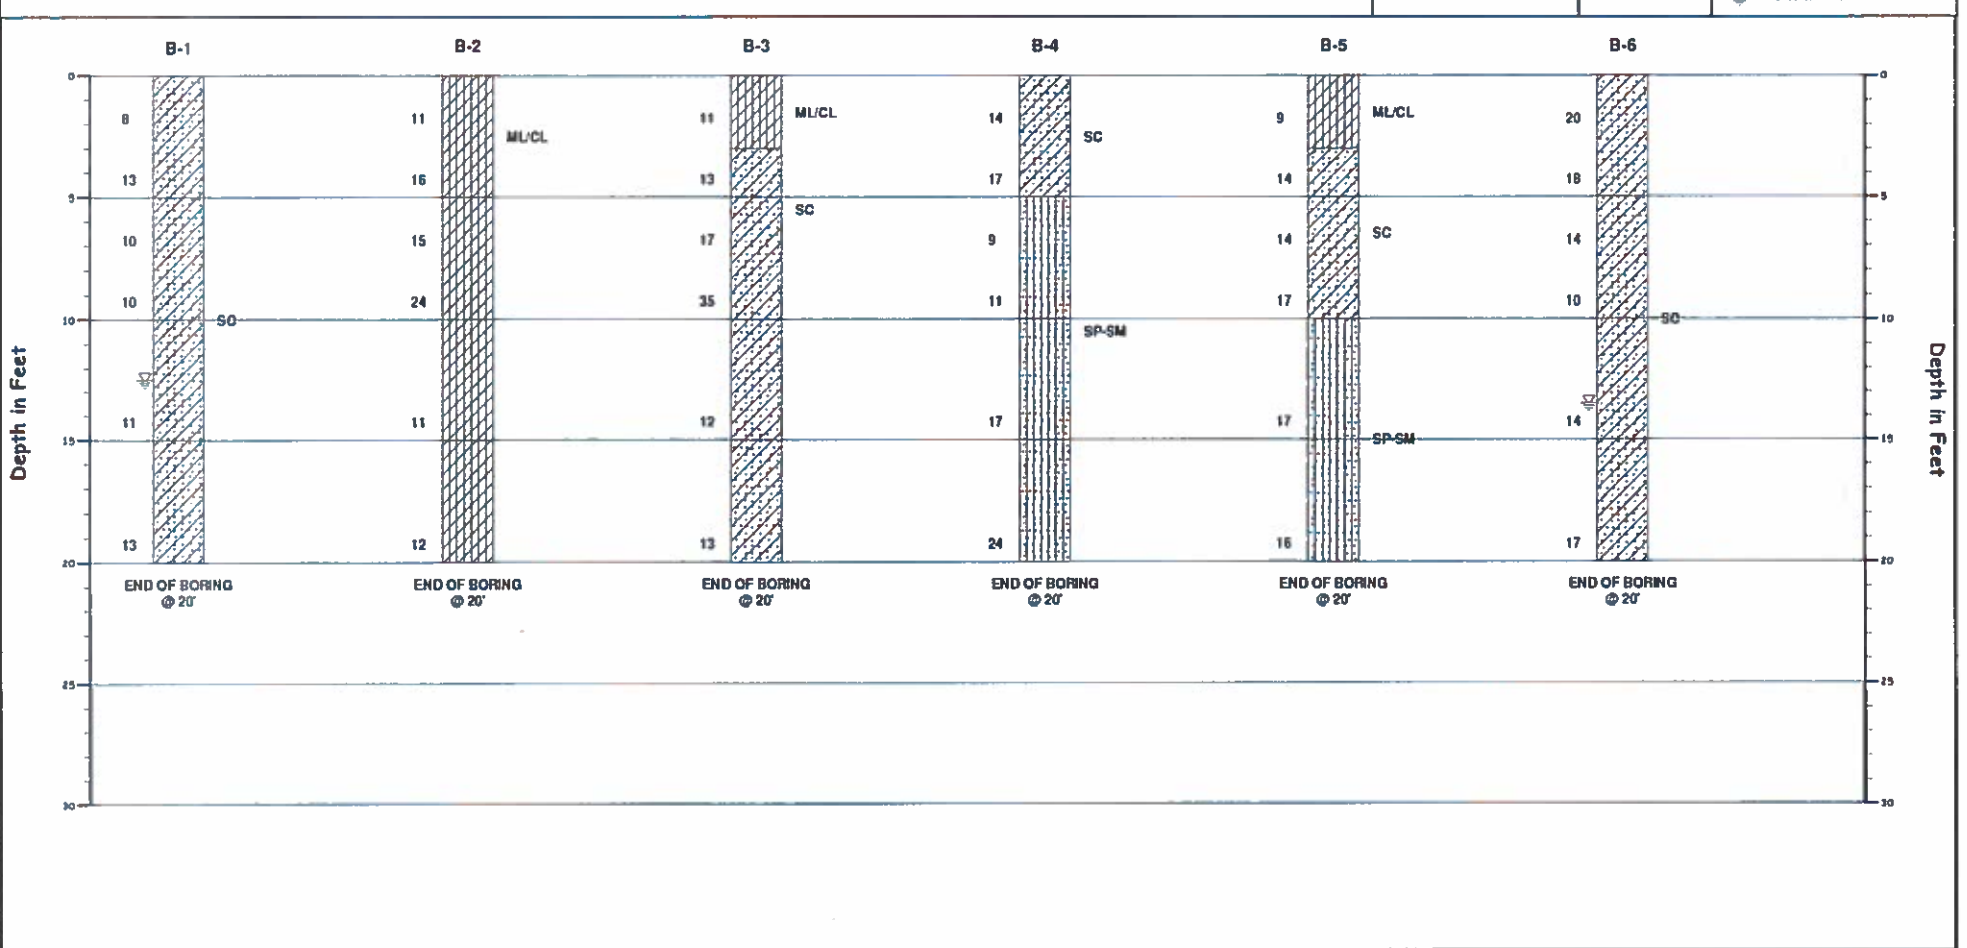 B-1 B-2 B-3 B-4 B-5 B-6
0 0
ML/CL ML/CL
8 11 11 14 9 20
ML/CL SC
13 16 13 17 14 18
5 5
SC SC
10 15 17 9 14 14
10 24 35 11 17 10
10 SC SC 10
SP-SM
11 11 12 17 17 14
15 SP-SM 15
13 12 13 24 16 17
20 20
END OF BORING END OF BORING END OF BORING END OF BORING END OF BORING END OF BORING
@ 20' @ 20' @ 20' @ 20' @ 20' @ 20'
25 25
30 30
Depth in Feet
Depth in Feet